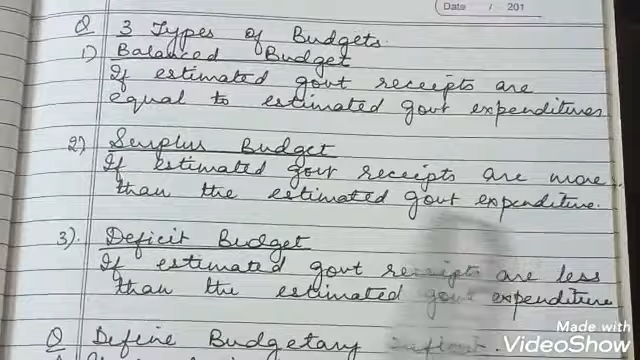 Date / 201
Q 3 Types of Budgets.
1) Balanced Budget
If estimated govt receipts are
equal to estimated govt expenditures
2) Surplus Budget
If estimated govt receipts are more
than the estimated govt expenditure.
3). Deficit Budget
If estimated govt receipts are less
than the estimated govt expenditure
Q Define Budgetary
Made with
VideoShow